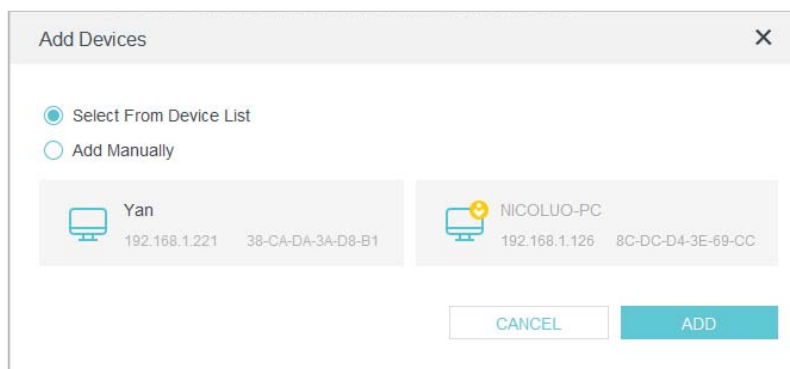 Add Devices
Select From Device List
Add Manually
Yan
192.168.1.221 38-CA-DA-3A-D8-B1
NICOLUO-PC
192.168.1.126 8C-DC-D4-3E-69-CC
CANCEL
ADD